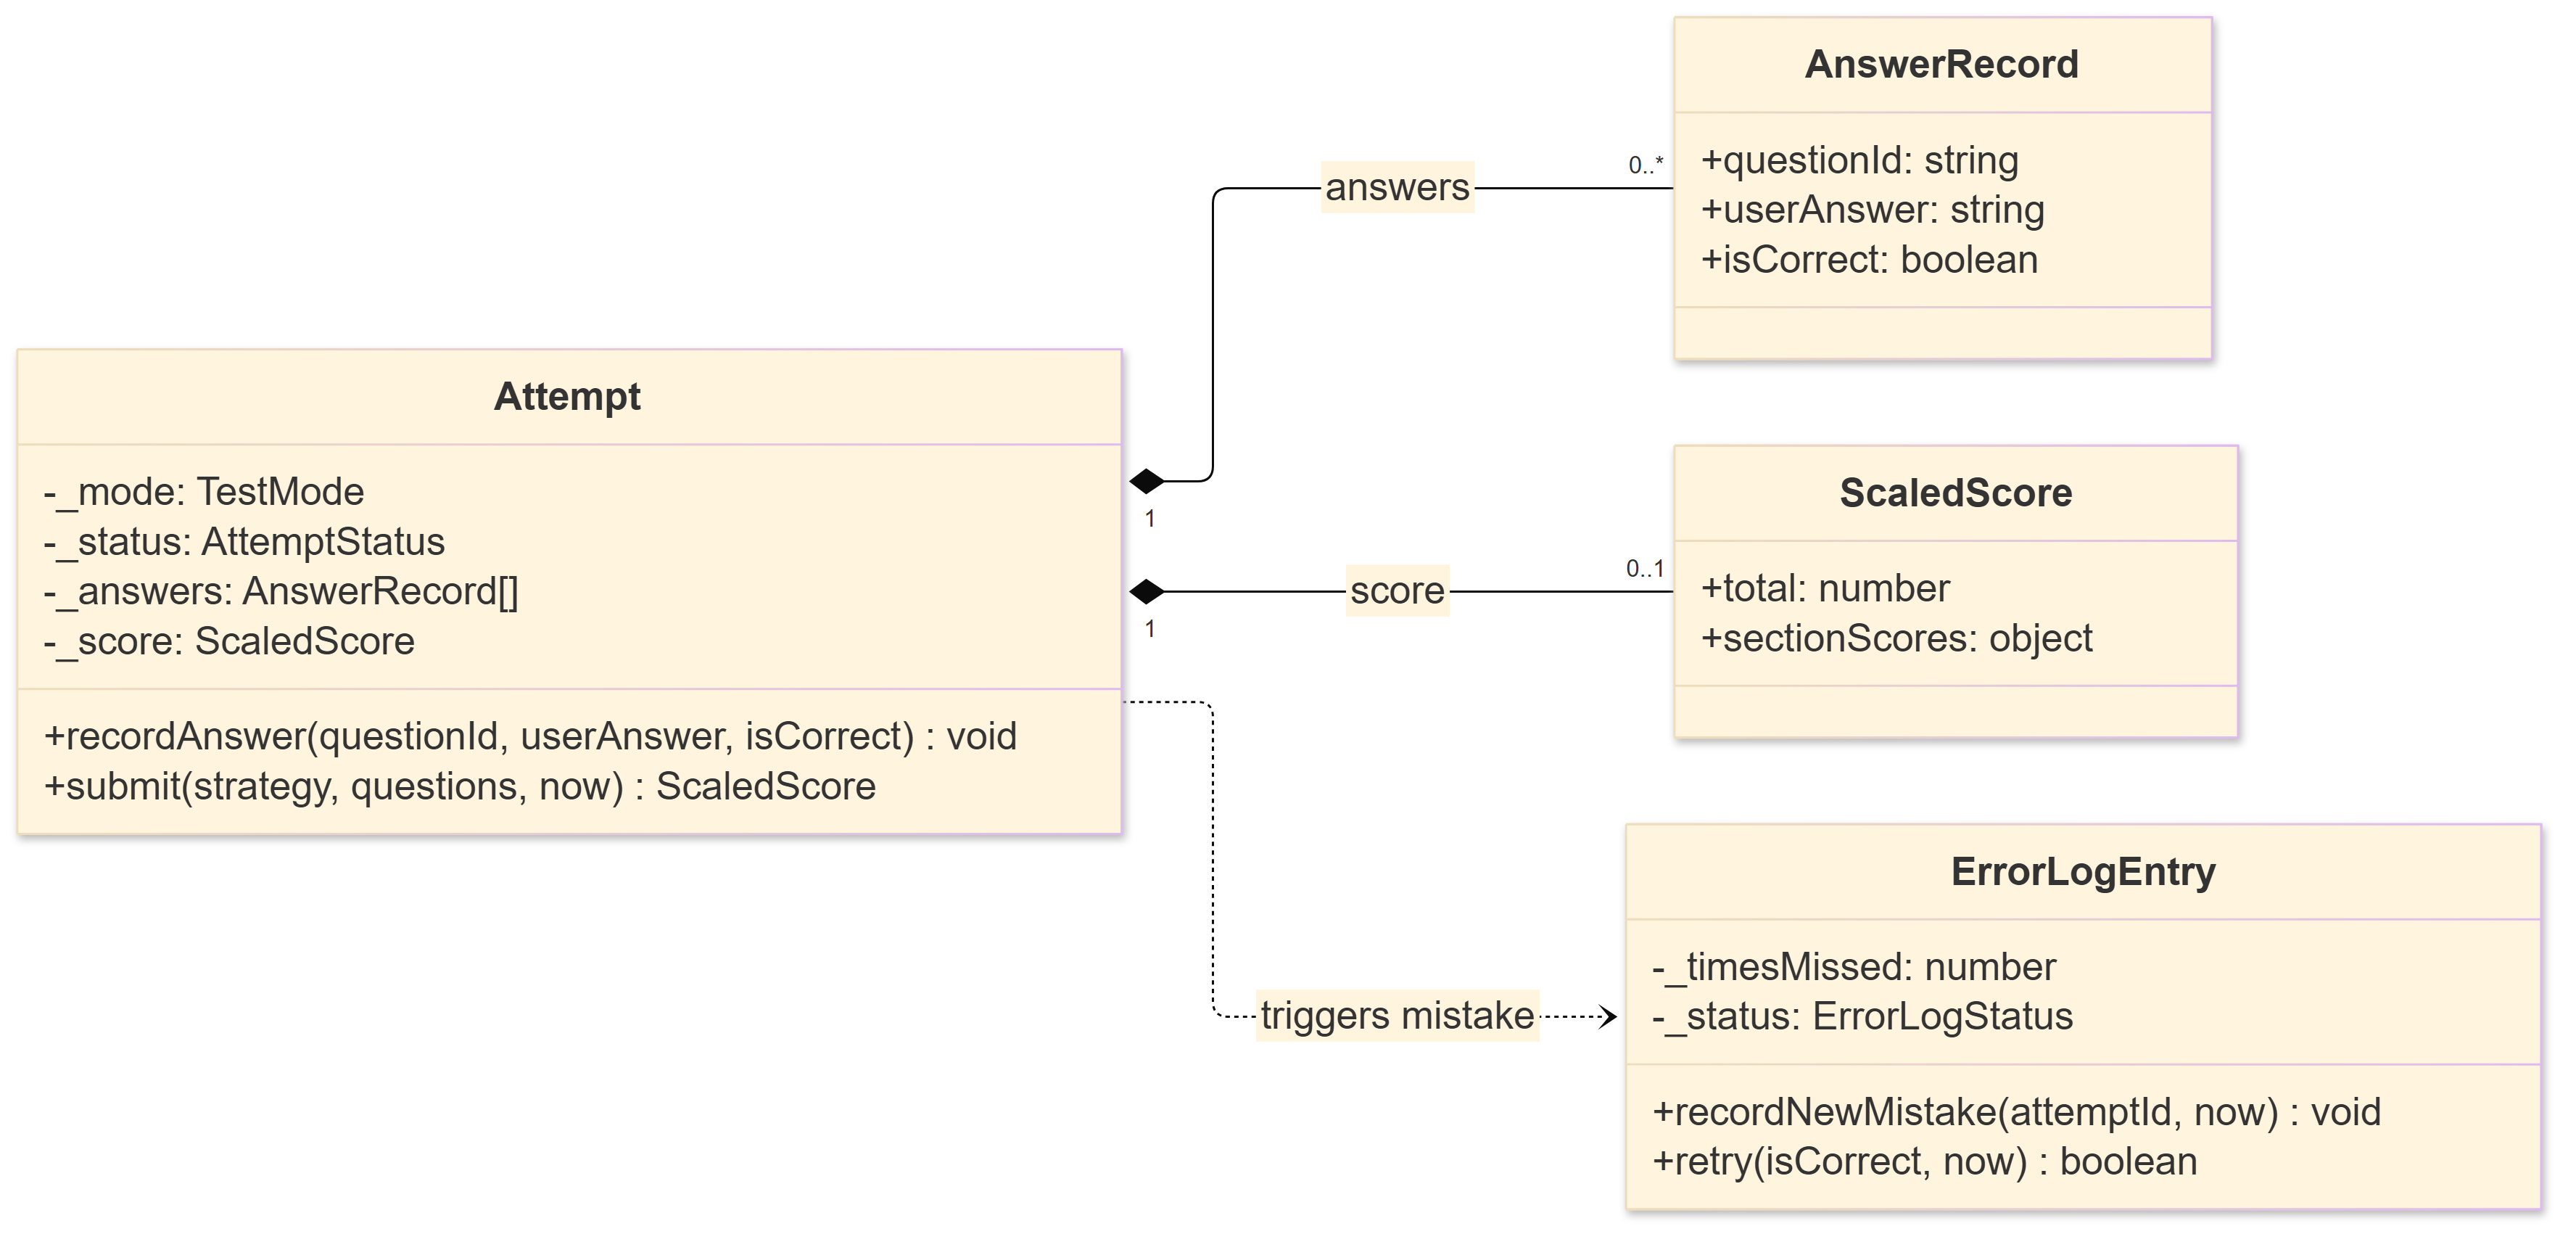 AnswerRecord
+questionId: string
+userAnswer: string
+isCorrect: boolean
answers
0..*
1
Attempt
-_mode: TestMode
-_status: AttemptStatus
-_answers: AnswerRecord[]
-_score: ScaledScore
+recordAnswer(questionId, userAnswer, isCorrect) : void
+submit(strategy, questions, now) : ScaledScore
score
0..1
1
ScaledScore
+total: number
+sectionScores: object
triggers mistake
ErrorLogEntry
-_timesMissed: number
-_status: ErrorLogStatus
+recordNewMistake(attemptId, now) : void
+retry(isCorrect, now) : boolean